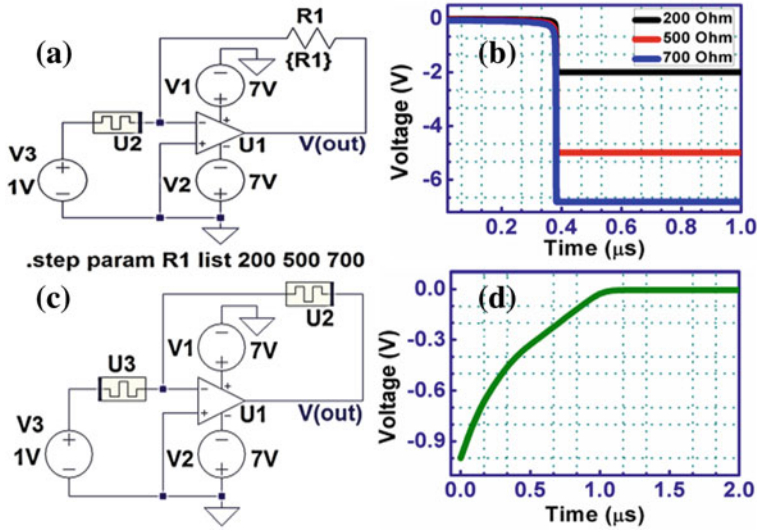 (a)
R1
{R1}
V1
7V
U2
U1
V(out)
V3
1V
V2
7V
.step param R1 list 200 500 700
(b)
200 Ohm
500 Ohm
700 Ohm
Voltage (V)
0
-2
-4
-6
0.2 0.4 0.6 0.8 1.0
Time (µs)
(c)
U2
V1
7V
U3
U1
V(out)
V3
1V
V2
7V
(d)
Voltage (V)
0.0
-0.3
-0.6
-0.9
0.0 0.5 1.0 1.5 2.0
Time (µs)